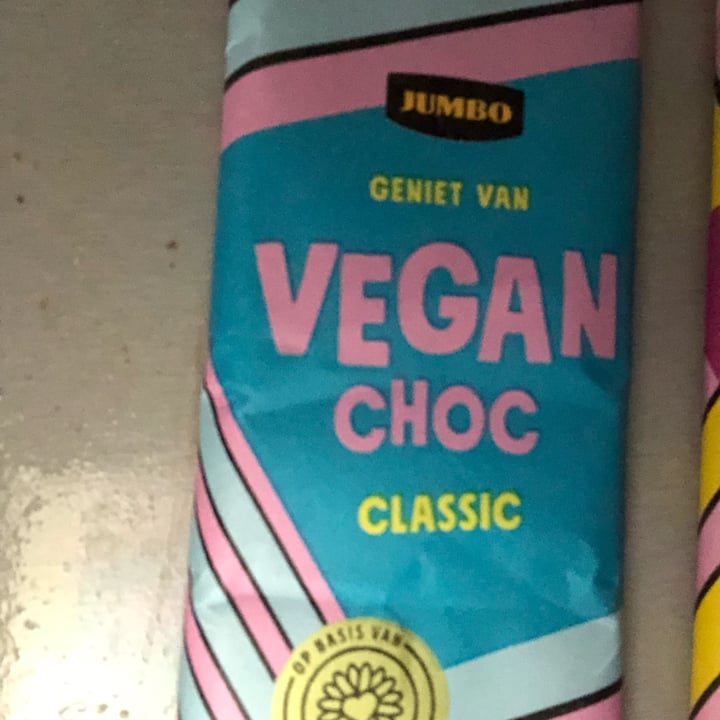 JUMBO
GENIET VAN
VEGAN
CHOC
CLASSIC
OP BASIS VAN